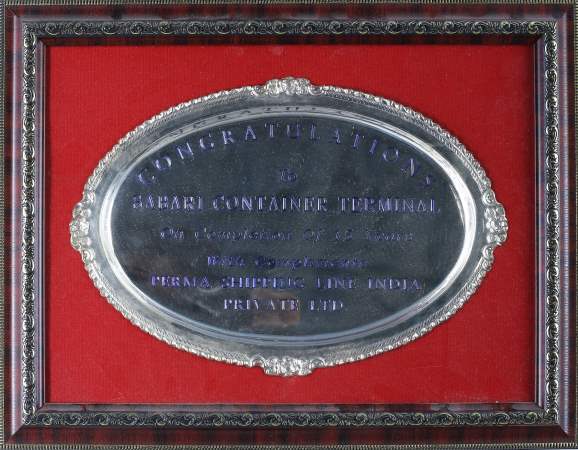 CONGRATULATIONS
To
SABARI CONTAINER TERMINAL
On Completion Of 15 Years
With Compliments
PERMA SHIPPING LINE INDIA
PRIVATE LTD